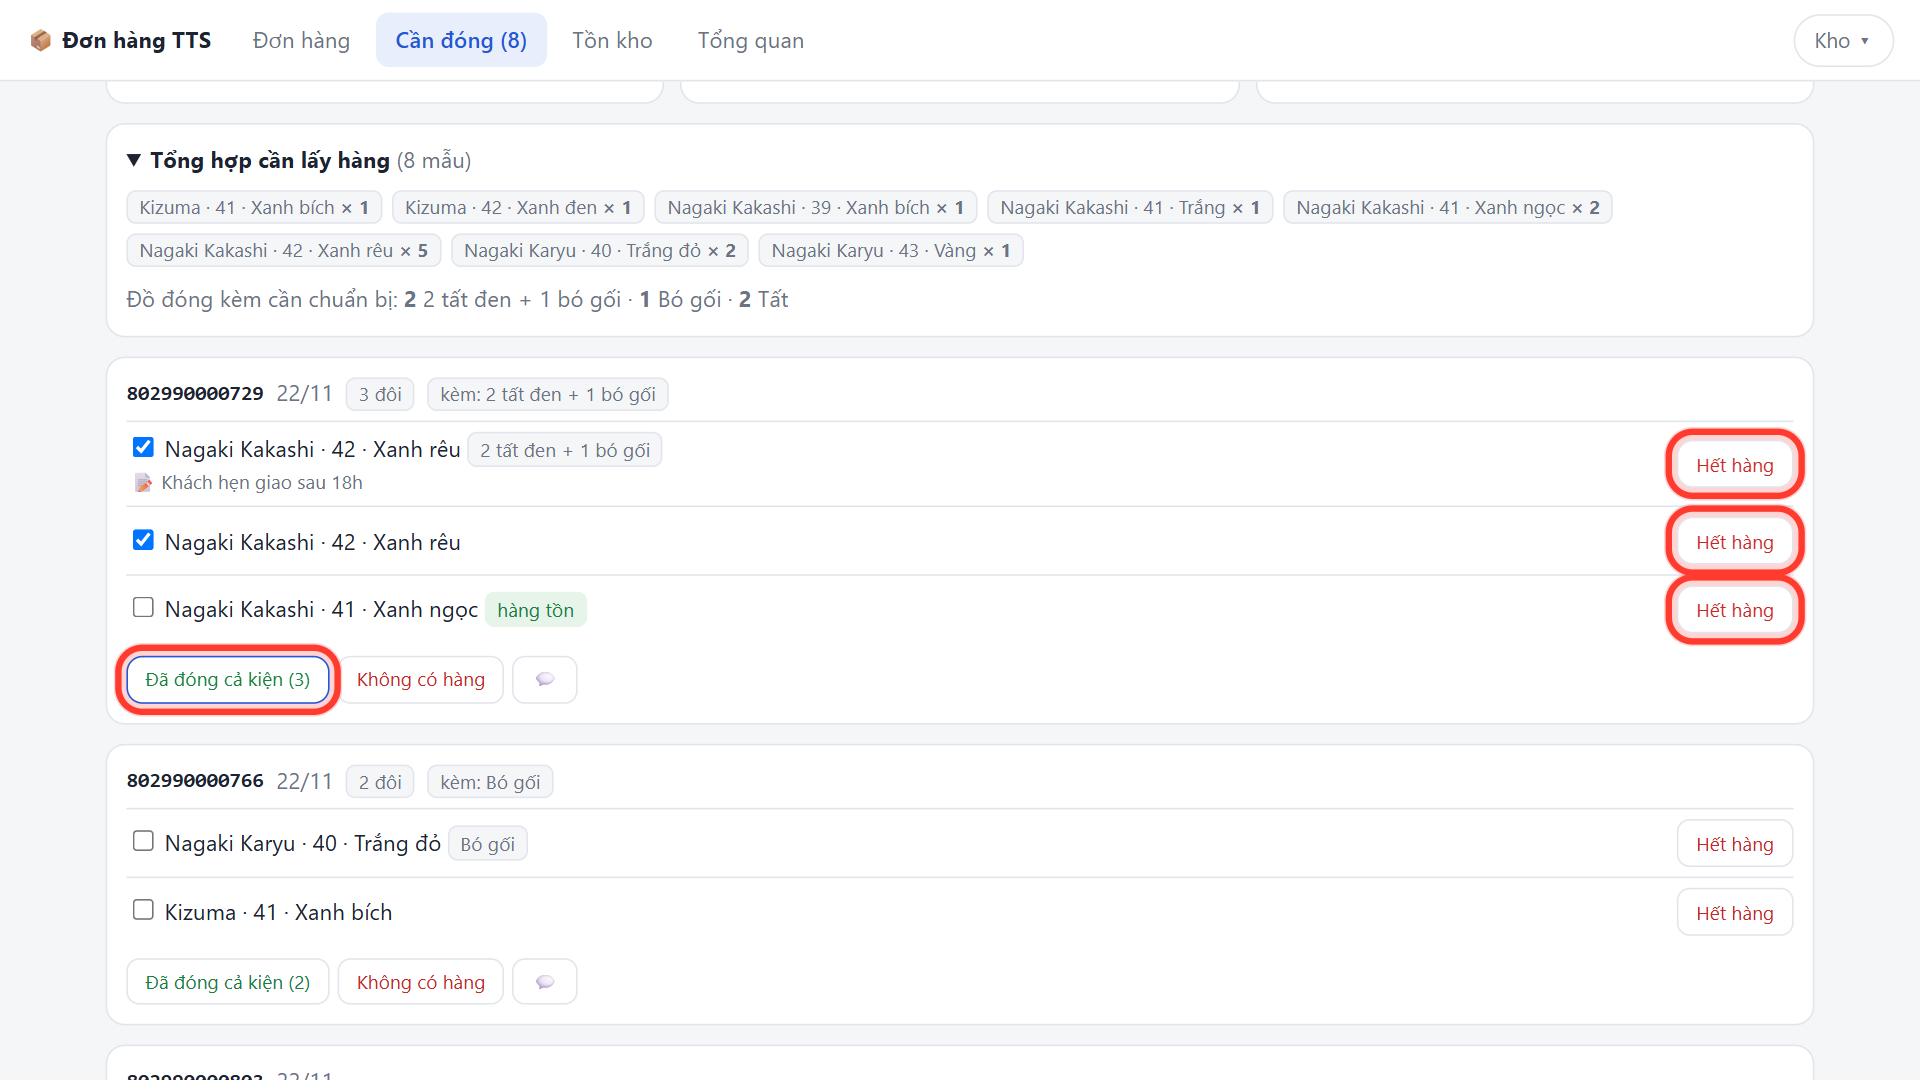 Đơn hàng TTS Đơn hàng Cần đóng (8) Tồn kho Tổng quan Kho ▾
▼ Tổng hợp cần lấy hàng (8 mẫu)
Kizuma · 41 · Xanh bích × 1 Kizuma · 42 · Xanh đen × 1 Nagaki Kakashi · 39 · Xanh bích × 1 Nagaki Kakashi · 41 · Trắng × 1 Nagaki Kakashi · 41 · Xanh ngọc × 2
Nagaki Kakashi · 42 · Xanh rêu × 5 Nagaki Karyu · 40 · Trắng đỏ × 2 Nagaki Karyu · 43 · Vàng × 1
Đồ đóng kèm cần chuẩn bị: 2 2 tất đen + 1 bó gối · 1 Bó gối · 2 Tất
802990000729 22/11 3 đôi kèm: 2 tất đen + 1 bó gối
Nagaki Kakashi · 42 · Xanh rêu 2 tất đen + 1 bó gối
Hết hàng
Khách hẹn giao sau 18h
Nagaki Kakashi · 42 · Xanh rêu Hết hàng
Nagaki Kakashi · 41 · Xanh ngọc hàng tồn Hết hàng
Đã đóng cả kiện (3) Không có hàng
802990000766 22/11 2 đôi kèm: Bó gối
Nagaki Karyu · 40 · Trắng đỏ Bó gối Hết hàng
Kizuma · 41 · Xanh bích Hết hàng
Đã đóng cả kiện (2) Không có hàng
802990000803 22/11